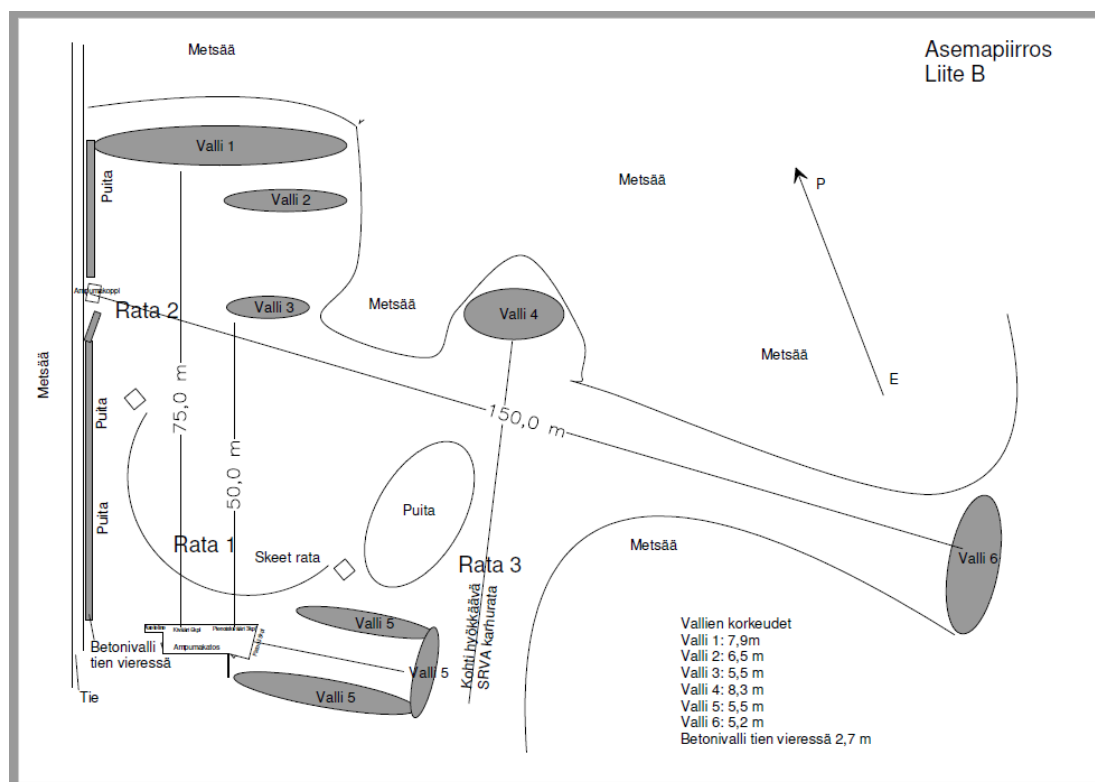 Asemapiirros
Liite B
Metsää
Valli 1
Puita
Valli 2
Metsää
P
Ampumakoppi
Rata 2
Valli 3
Metsää
Valli 4
Metsää
E
Metsää
75,0 m
150,0 m
Puita
50,0 m
Puita
Puita
Rata 1
Skeet rata
Rata 3
Metsää
Valli 6
Kohti hyökkäävä
SRVA karhurata
Valli 5
Betonivalli
tien vieressä
Ampumakatos
Valli 5
Valli 5
Tie
Vallien korkeudet
Valli 1: 7,9m
Valli 2: 6,5 m
Valli 3: 5,5 m
Valli 4: 8,3 m
Valli 5: 5,5 m
Valli 6: 5,2 m
Betonivalli tien vieressä 2,7 m